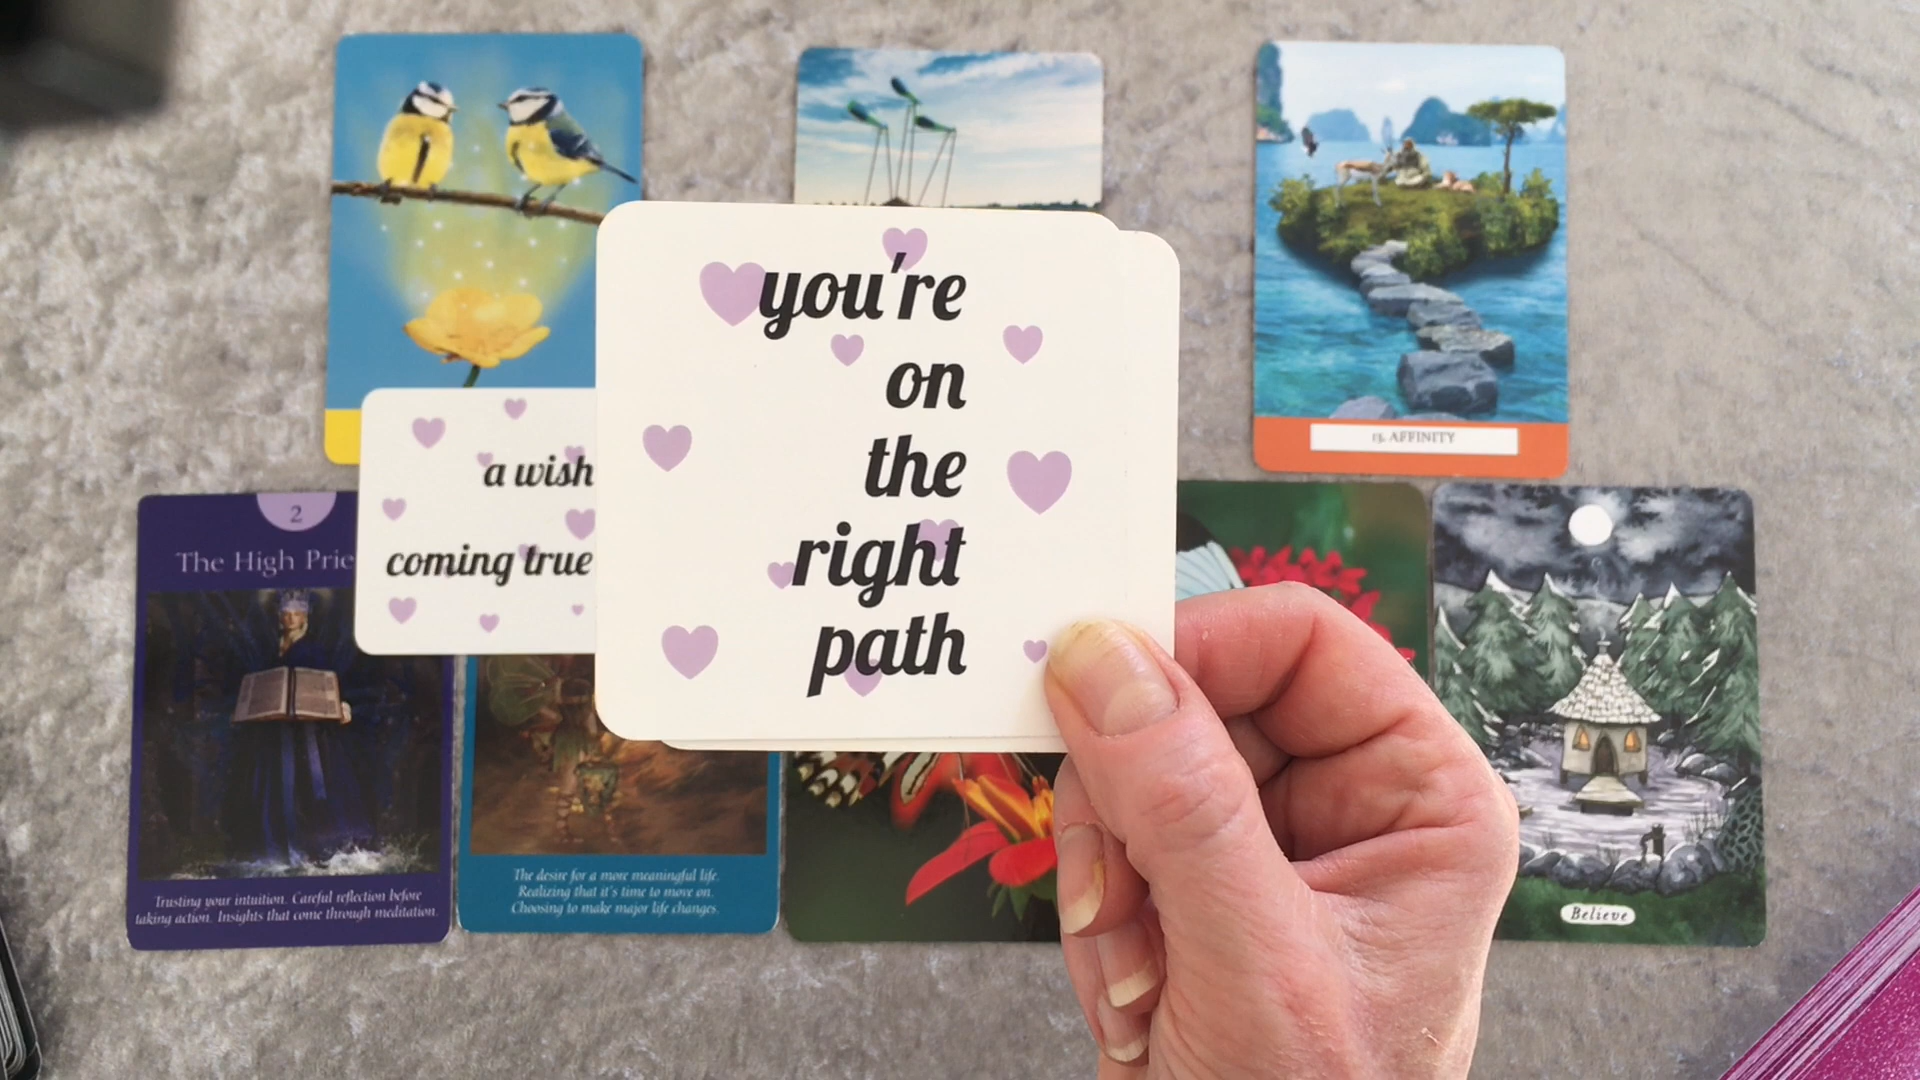 you're
on
the
right
path
a wish
coming true
13. AFFINITY
2
The High Prie
Trusting your intuition. Careful reflection before
taking action. Insights that come through meditation.
The desire for a more meaningful life.
Realizing that it's time to move on.
Choosing to make major life changes.
Believe